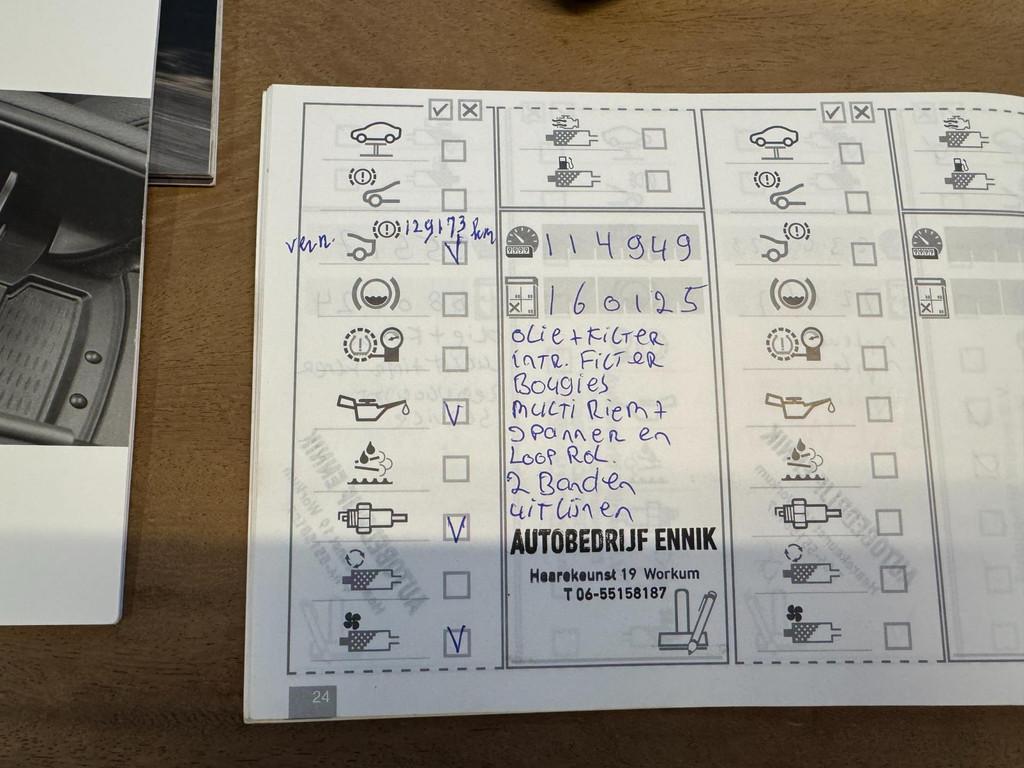 vern. 129173 km
114949
160125
OLIE + FILTER
INTR. FILTER
BOUGIES
MULTI RIEM +
SPANNER EN
LOOP ROL.
2 Banden
uitlijnen
AUTOBEDRIJF ENNIK
Haarekeunst 19 Workum
T 06-55158187
24